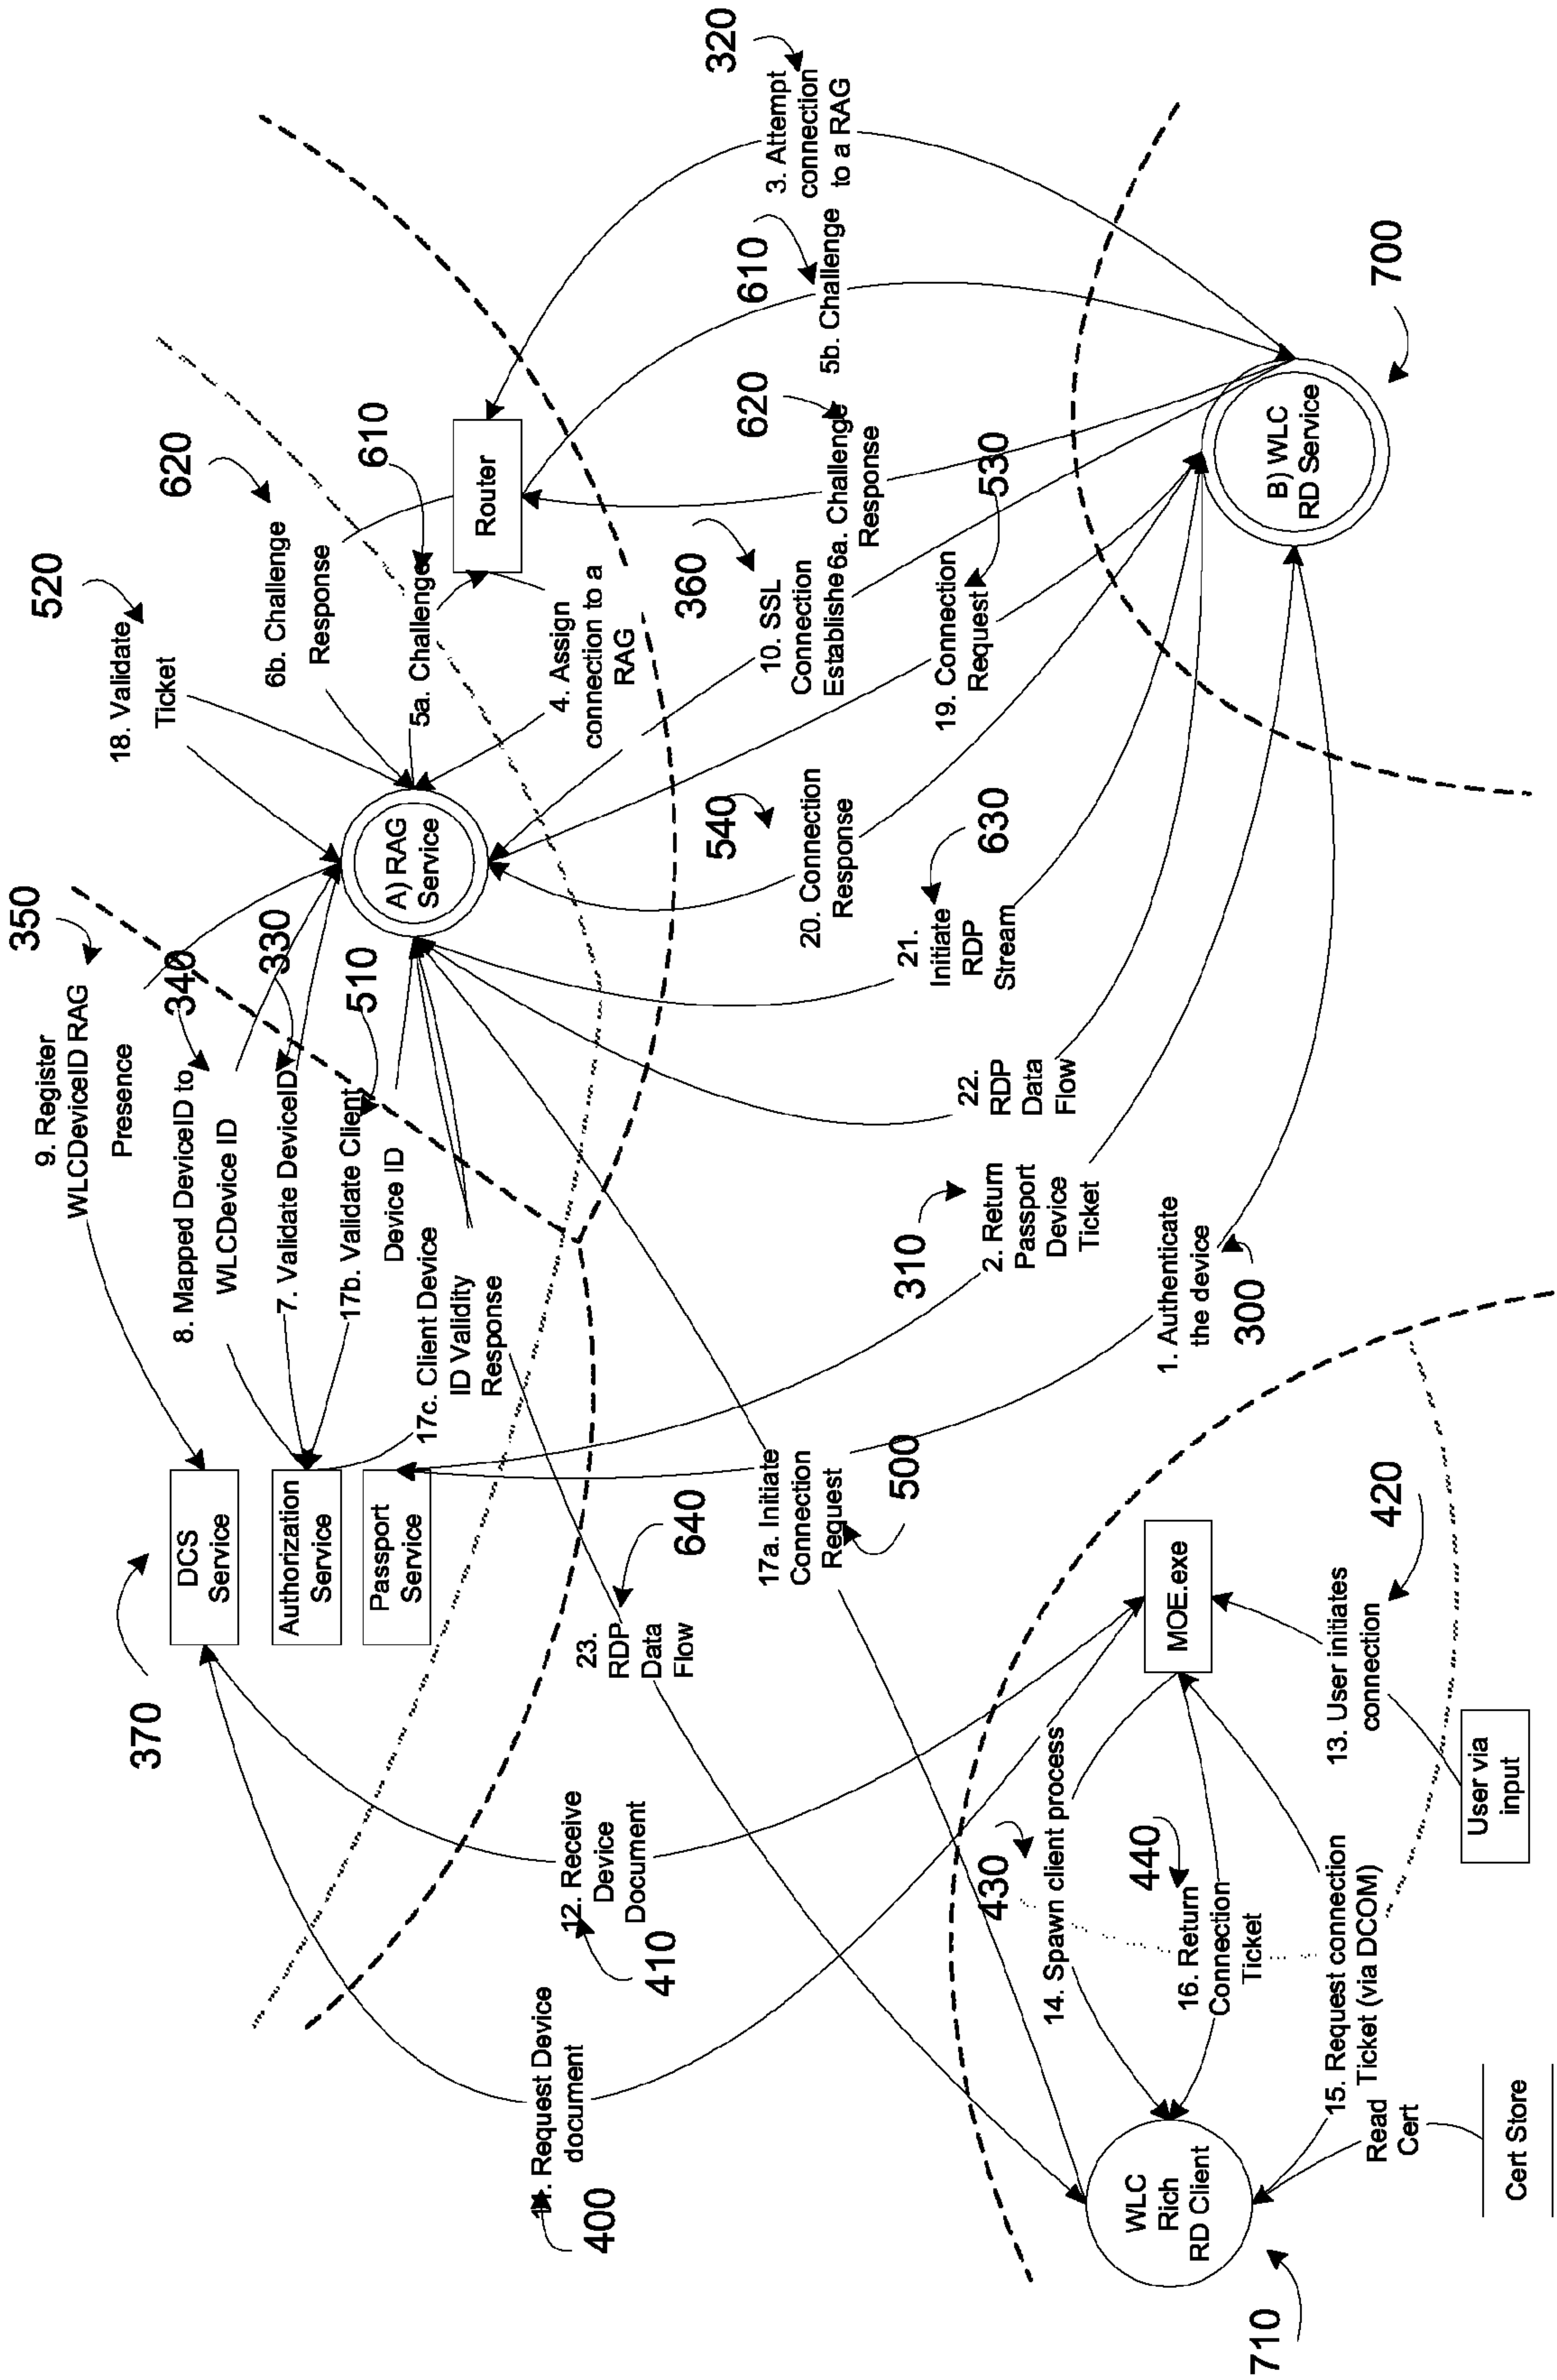 350
9. Register
WLCDeviceID RAG
Presence
340
8. Mapped DeviceID to
WLCDevice ID
330
7. Validate DeviceID
510
17b. Validate Client
Device ID
17c. Client Device
ID Validity
Response
520
18. Validate
Ticket
620
6b. Challenge
Response
610
5a. Challenge
4. Assign
connection to a
RAG
Router
A) RAG
Service
370
DCS
Service
Authorization
Service
Passport
Service
320
3. Attempt
connection
to a RAG
610
5b. Challenge
620
6a. Challenge
Response
360
10. SSL
Connection
Establishe
530
19. Connection
Request
540
20. Connection
Response
630
21.
Initiate
RDP
Stream
22.
RDP
Data
Flow
310
2. Return
Passport
Device
Ticket
1. Authenticate
the device
300
B) WLC
RD Service
700
640
23.
RDP
Data
Flow
17a. Initiate
Connection
Request
500
12. Receive
Device
Document
410
Request Device
document
400
MOE.exe
420
13. User initiates
connection
User via
input
430
14. Spawn client process
440
16. Return
Connection
Ticket
15. Request connection
Ticket (via DCOM)
Read
Cert
Cert Store
WLC
Rich
RD Client
710